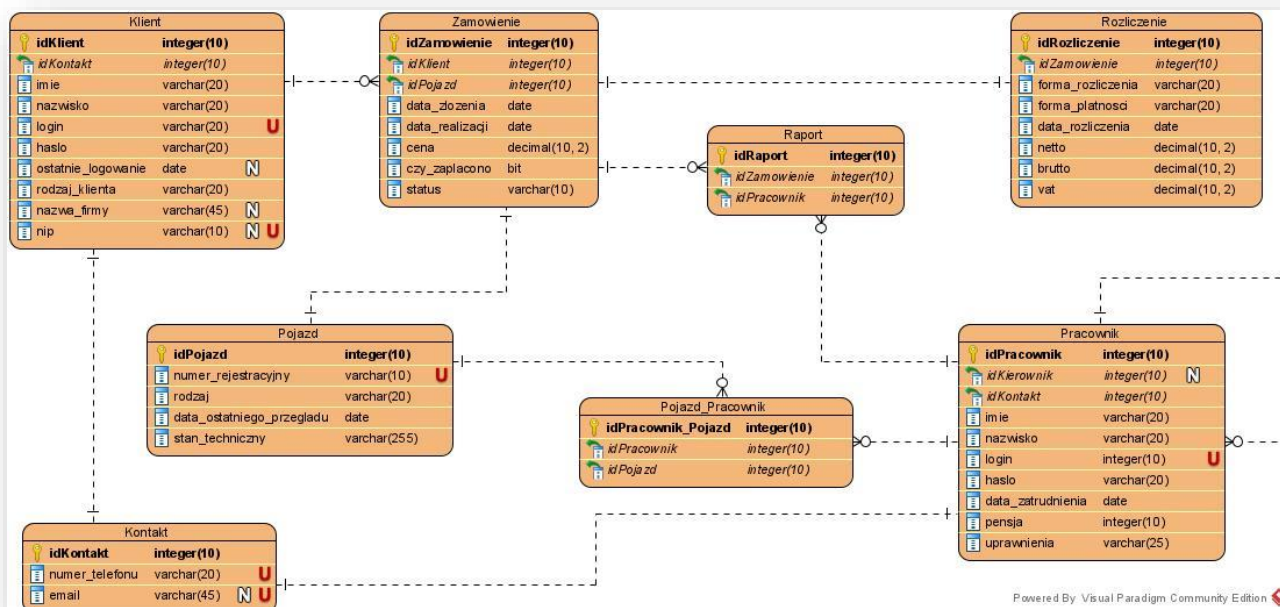 Klient
idKlient integer(10)
idKontakt integer(10)
imie varchar(20)
nazwisko varchar(20)
login varchar(20) U
haslo varchar(20)
ostatnie_logowanie date N
rodzaj_klienta varchar(20)
nazwa_firmy varchar(45) N
nip varchar(10) N U
Zamowienie
idZamowienie integer(10)
idKlient integer(10)
idPojazd integer(10)
data_zlozenia date
data_realizacji date
cena decimal(10, 2)
czy_zaplacono bit
status varchar(10)
Rozliczenie
idRozliczenie integer(10)
idZamowienie integer(10)
forma_rozliczenia varchar(20)
forma_platnosci varchar(20)
data_rozliczenia date
netto decimal(10, 2)
brutto decimal(10, 2)
vat decimal(10, 2)
Raport
idRaport integer(10)
idZamowienie integer(10)
idPracownik integer(10)
Pojazd
idPojazd integer(10)
numer_rejestracyjny varchar(10) U
rodzaj varchar(20)
data_ostatniego_przegladu date
stan_techniczny varchar(255)
Pojazd_Pracownik
idPracownik_Pojazd integer(10)
idPracownik integer(10)
idPojazd integer(10)
Pracownik
idPracownik integer(10)
idKierownik integer(10) N
idKontakt integer(10)
imie varchar(20)
nazwisko varchar(20)
login integer(10) U
haslo varchar(20)
data_zatrudnienia date
pensja integer(10)
uprawnienia varchar(25)
Kontakt
idKontakt integer(10)
numer_telefonu varchar(20) U
email varchar(45) N U
Powered By Visual Paradigm Community Edition